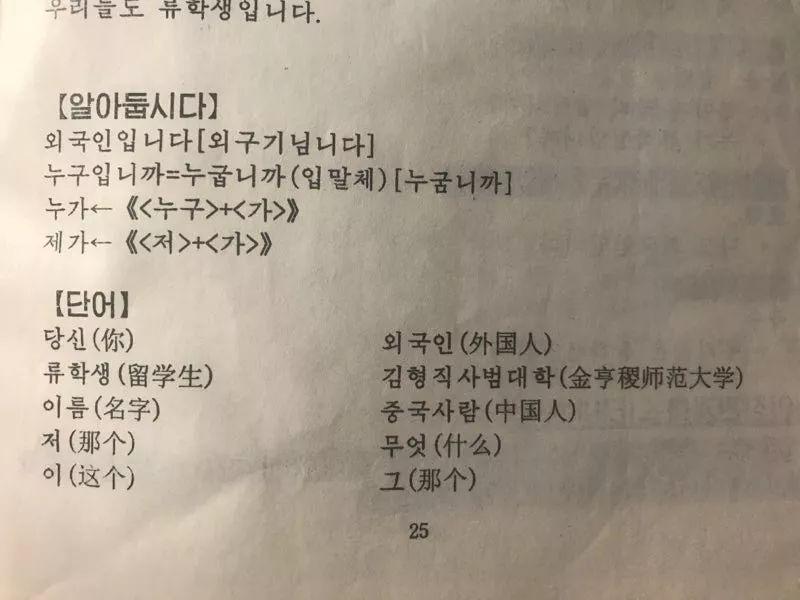 우리들도 류학생입니다.
【알아둡시다】
외국인입니다[외구기님니다]
누구입니까=누굽니까(입말체)[누굼니까]
누가←《<누구>+<가>》
제가←《<저>+<가>》
【단어】
당신(你) 외국인(外国人)
류학생(留学生) 김형직사범대학(金亨稷师范大学)
이름(名字) 중국사람(中国人)
저(那个) 무엇(什么)
이(这个) 그(那个)
25